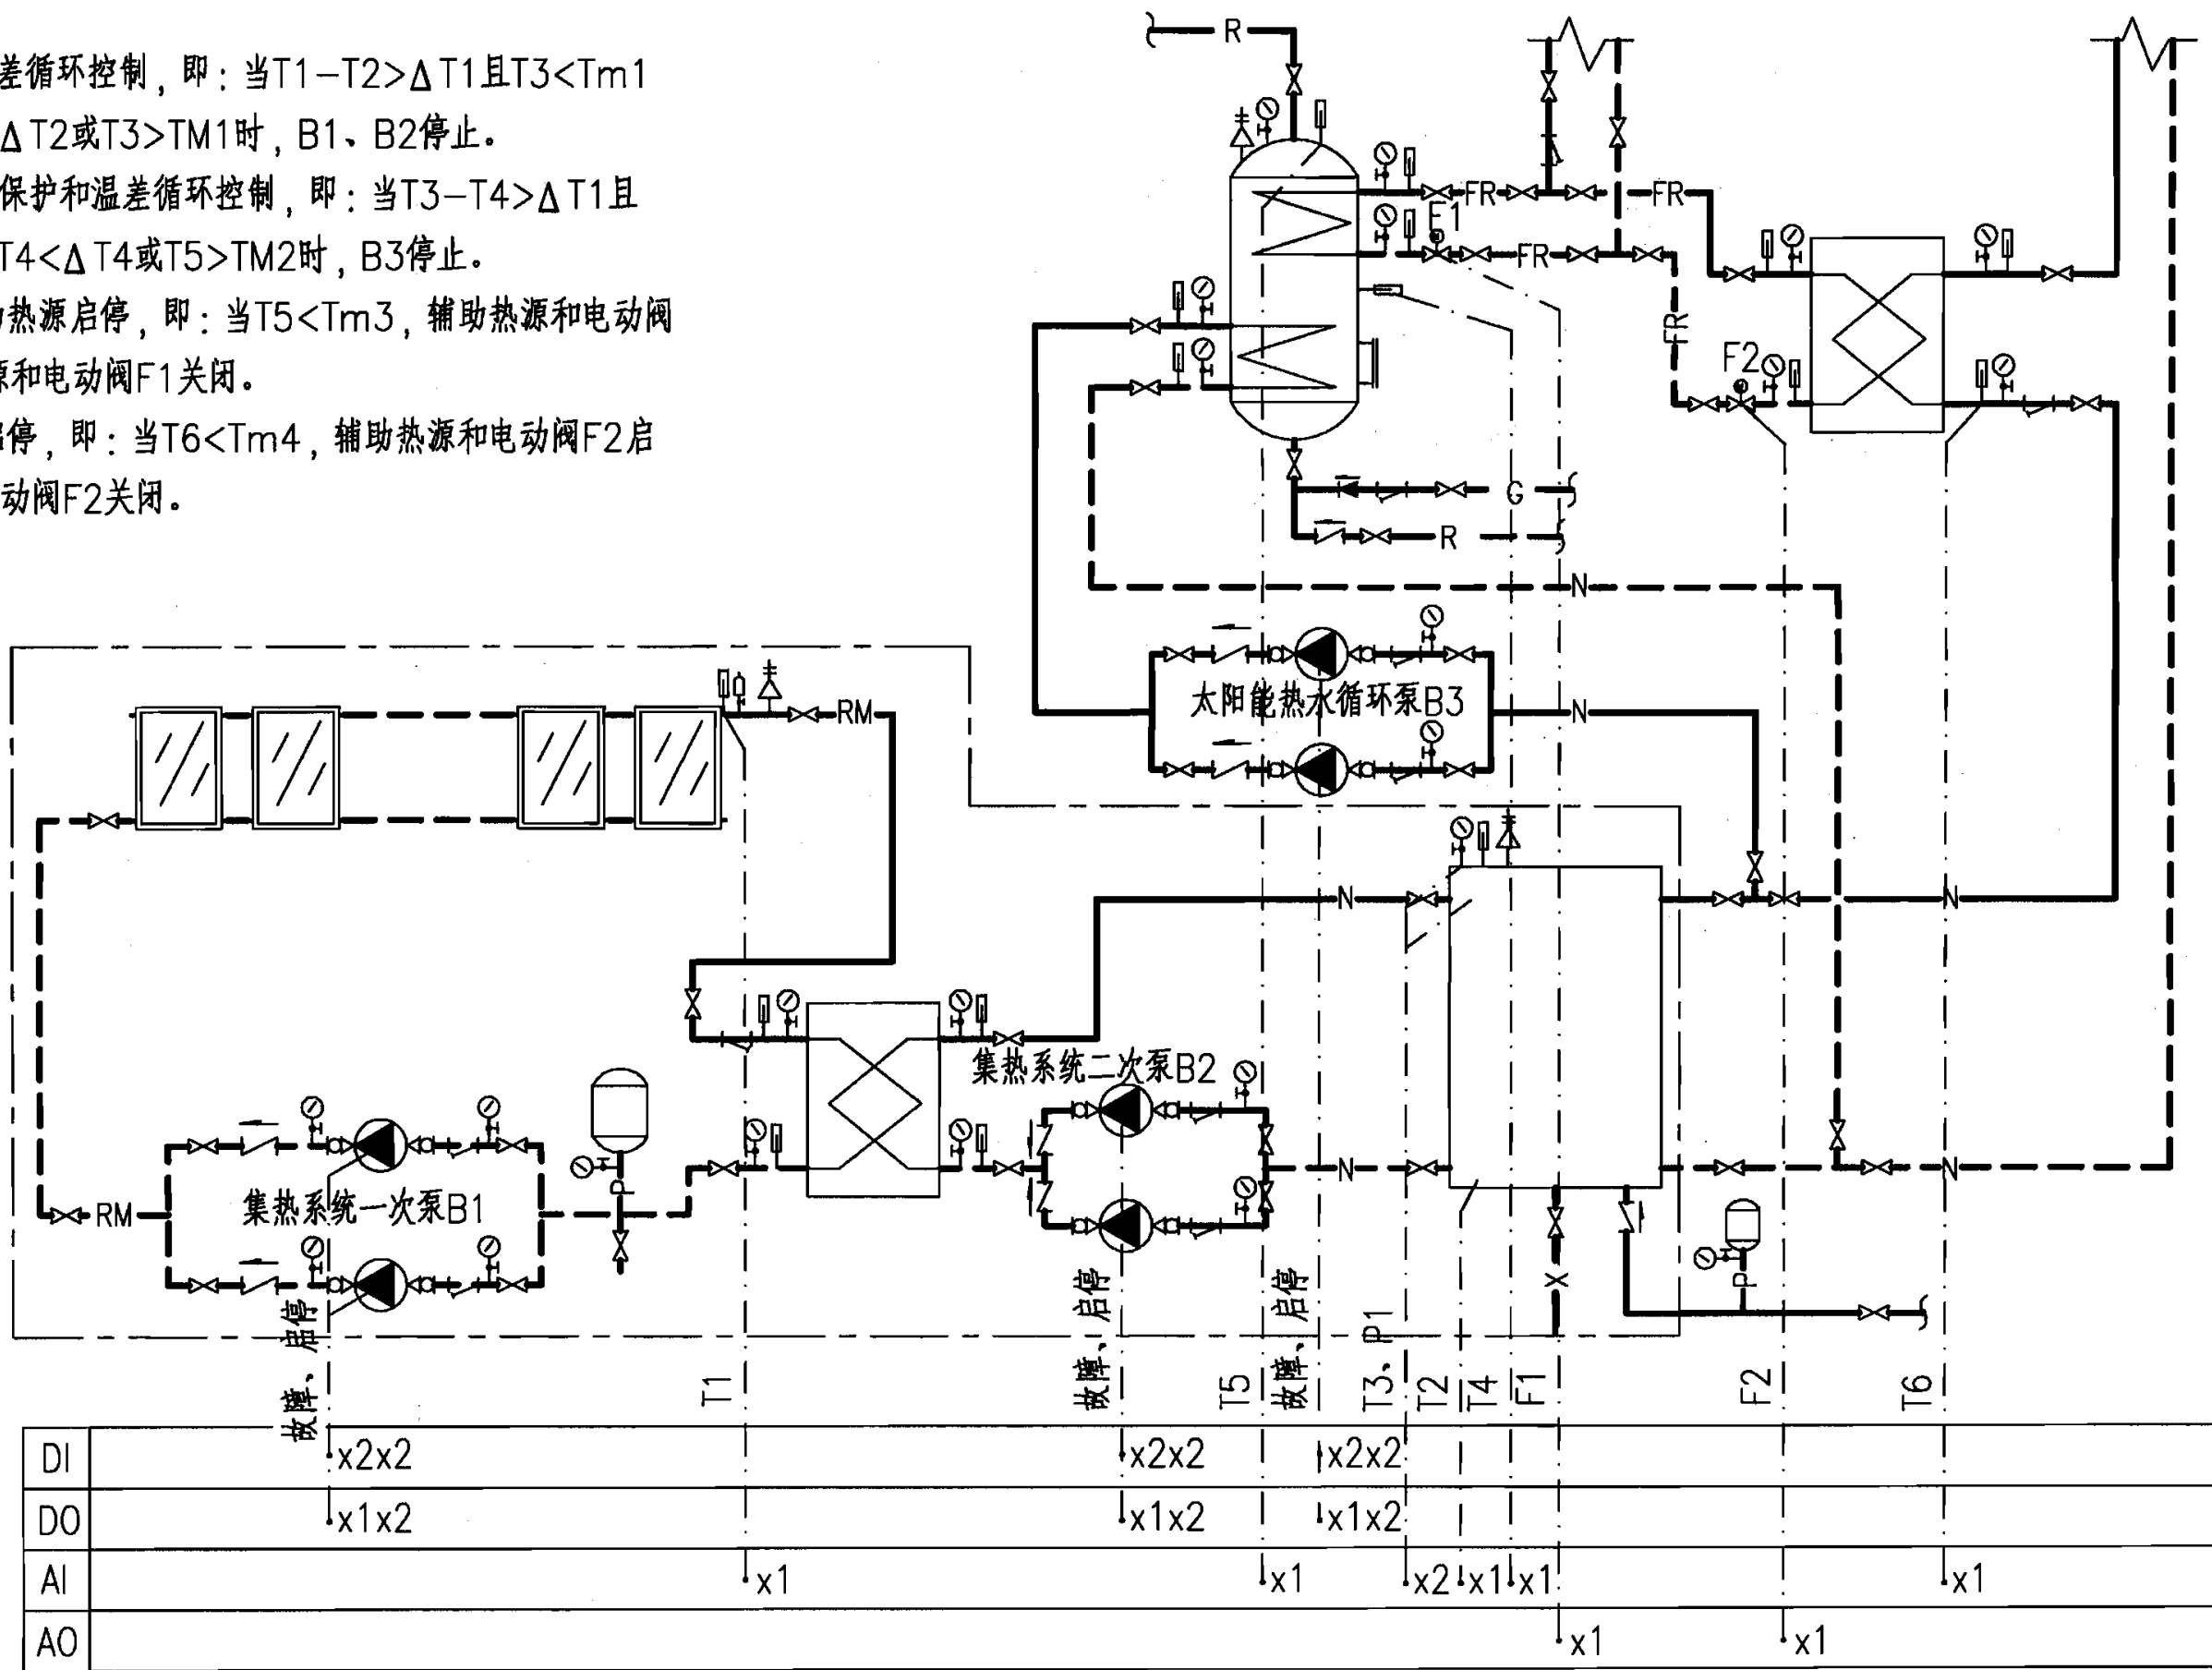 差循环控制，即：当T1-T2>ΔT1且T3<Tm1
ΔT2或T3>TM1时，B1、B2停止。
保护和温差循环控制，即：当T3-T4>ΔT1且
T4<ΔT4或T5>TM2时，B3停止。
热源启停，即：当T5<Tm3，辅助热源和电动阀
和电动阀F1关闭。
停，即：当T6<Tm4，辅助热源和电动阀F2启
动阀F2关闭。
R
FR
FR
F1
FR
FR
F2
G
R
N
太阳能热水循环泵B3
N
RM
N
N
集热系统二次泵B2
集热系统一次泵B1
RM
P
N
N
X
P
故障、启停
T1
故障、启停
T5
故障、启停
T3、P1
T2
T4
F1
F2
T6
DI x2x2 x2x2 x2x2
DO x1x2 x1x2 x1x2
AI x1 x1 x2 x1 x1 x1
AO x1 x1